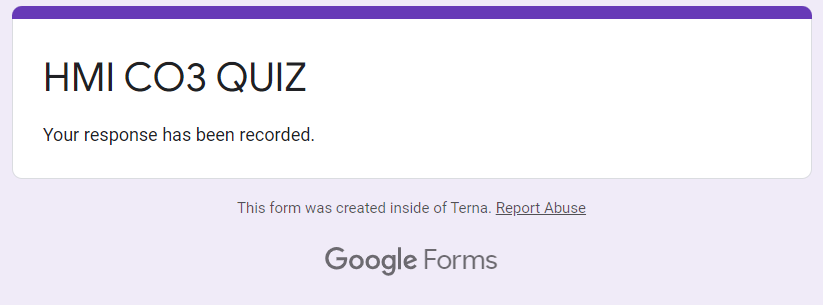 HMI CO3 QUIZ
Your response has been recorded.
This form was created inside of Terna. Report Abuse
Google Forms